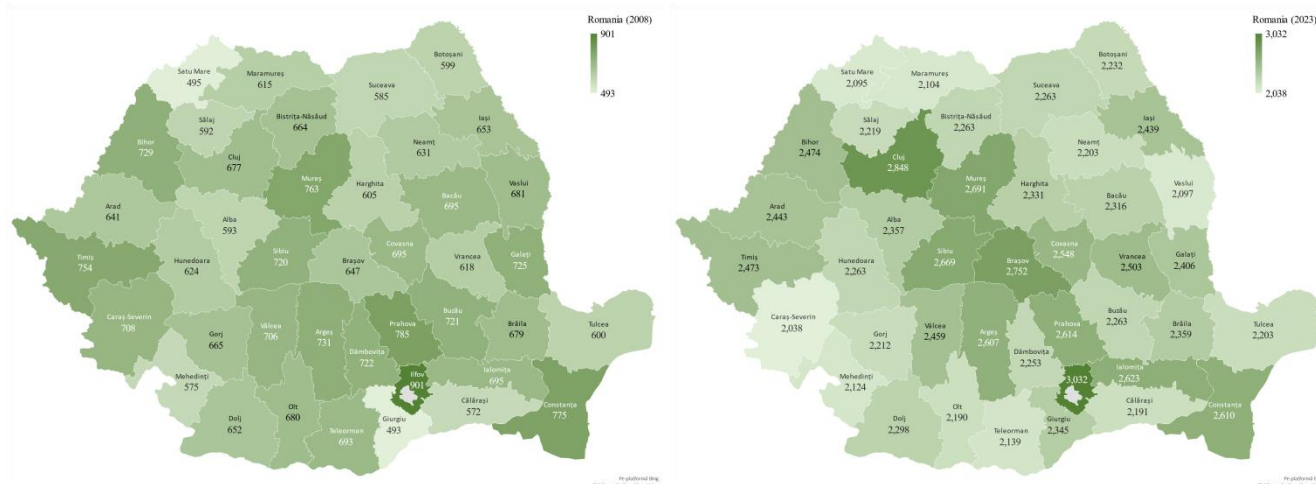 Romania (2008)
901
493
Botoșani
599
Satu Mare
495
Maramureș
615
Suceava
585
Sălaj
592
Bistrița-Năsăud
664
Iași
653
Bihor
729
Cluj
677
Neamț
631
Mureș
763
Harghita
605
Vaslui
681
Bacău
695
Arad
641
Alba
593
Timiș
754
Hunedoara
624
Sibiu
720
Brașov
647
Covasna
695
Vrancea
618
Galați
725
Caraș-Severin
708
Gorj
665
Vâlcea
706
Argeș
731
Prahova
785
Buzău
721
Brăila
679
Tulcea
600
Dâmbovița
722
Ilfov
901
Ialomița
695
Mehedinți
575
Călărași
572
Constanța
775
Dolj
652
Olt
680
Teleorman
693
Giurgiu
493
Romania (2023)
3,032
2,038
Botoșani
2,232
Satu Mare
2,095
Maramureș
2,104
Suceava
2,263
Sălaj
2,219
Bistrița-Năsăud
2,263
Iași
2,439
Bihor
2,474
Cluj
2,848
Neamț
2,203
Mureș
2,691
Harghita
2,331
Vaslui
2,097
Bacău
2,316
Arad
2,443
Alba
2,357
Timiș
2,473
Hunedoara
2,263
Sibiu
2,669
Brașov
2,752
Covasna
2,548
Vrancea
2,503
Galați
2,406
Caraș-Severin
2,038
Gorj
2,212
Vâlcea
2,459
Argeș
2,607
Prahova
2,614
Buzău
2,263
Brăila
2,359
Tulcea
2,203
Dâmbovița
2,253
3,032
Ialomița
2,623
Mehedinți
2,124
Călărași
2,191
Constanța
2,610
Dolj
2,298
Olt
2,190
Teleorman
2,139
Giurgiu
2,345